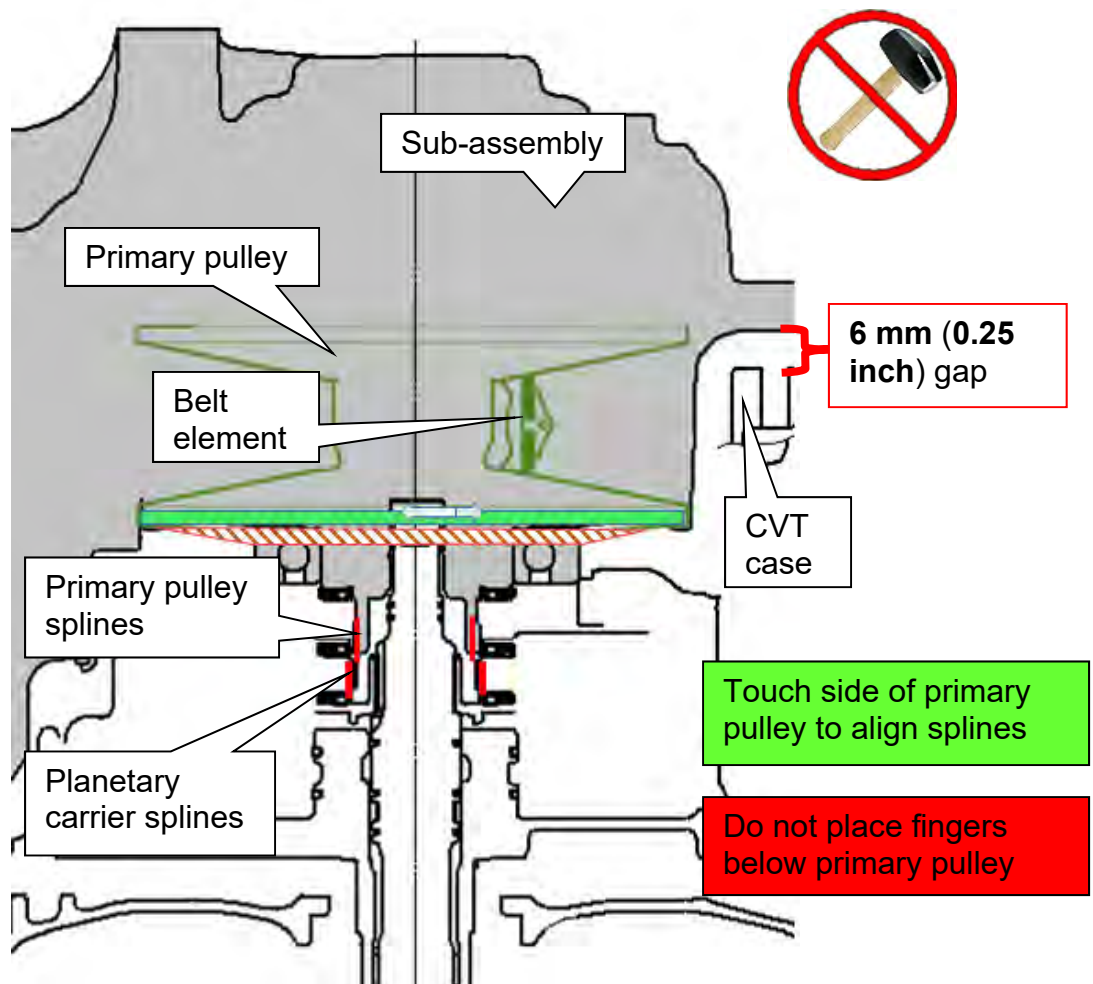 Sub-assembly
Primary pulley
6 mm (0.25
inch) gap
Belt
element
CVT
case
Primary pulley
splines
Touch side of primary
pulley to align splines
Planetary
carrier splines
Do not place fingers
below primary pulley